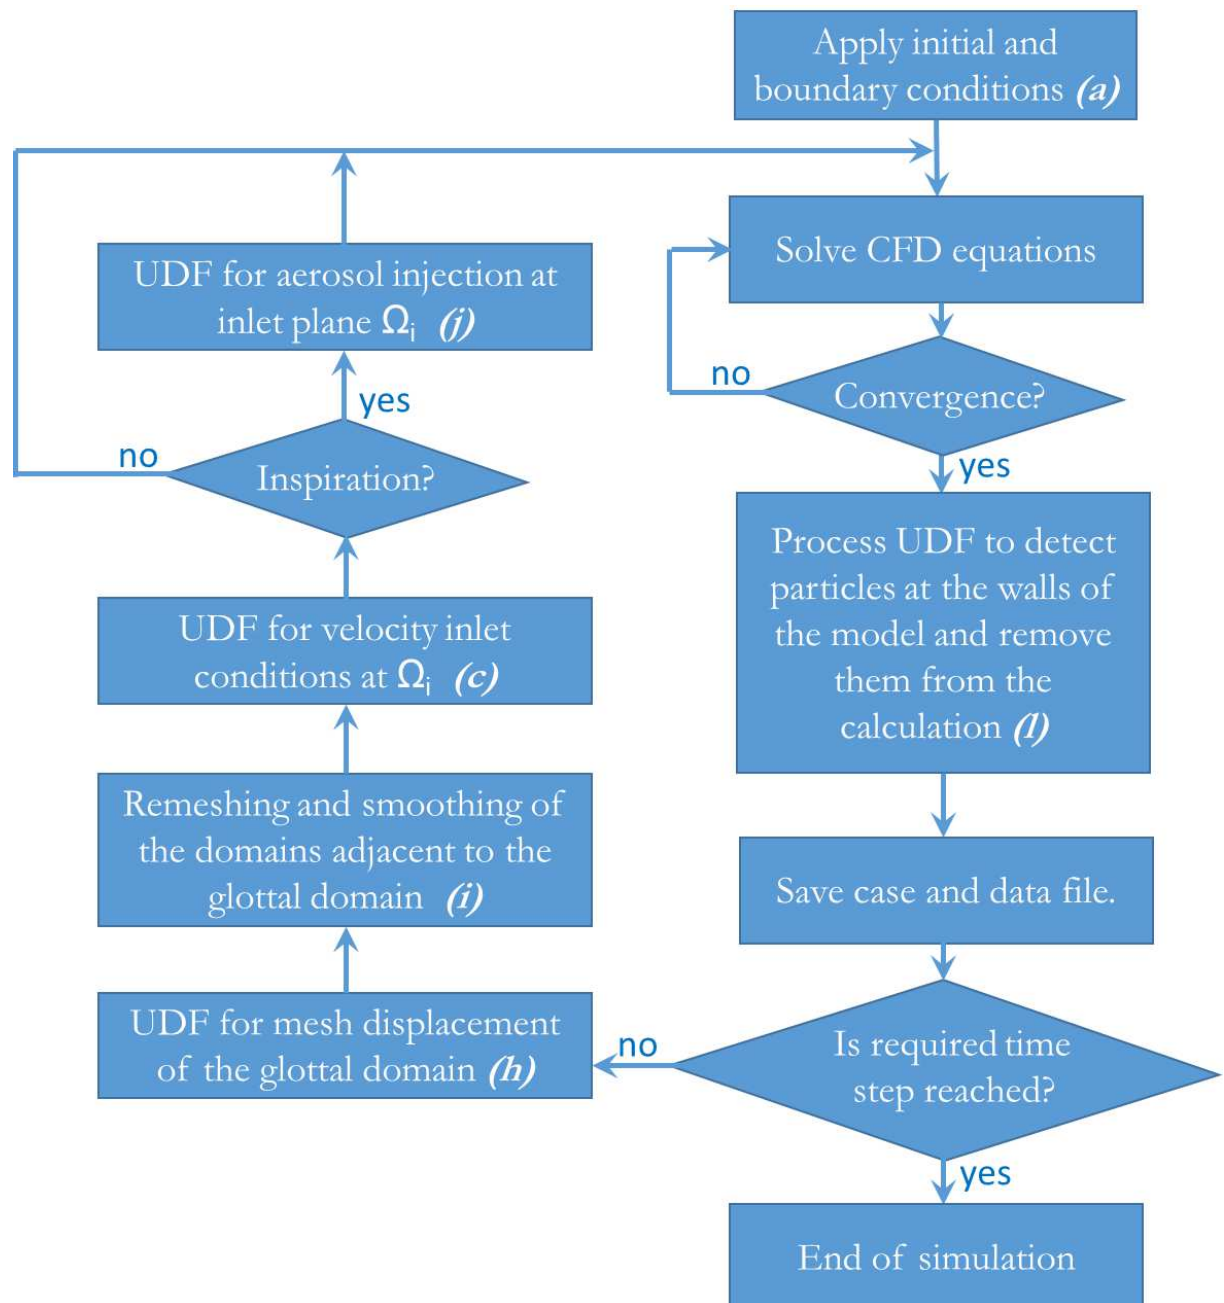 Apply initial and
boundary conditions (a)
Solve CFD equations
Convergence?
no
yes
Process UDF to detect
particles at the walls of
the model and remove
them from the
calculation (l)
Save case and data file.
Is required time
step reached?
no
yes
End of simulation
UDF for mesh displacement
of the glottal domain (h)
Remeshing and smoothing of
the domains adjacent to the
glottal domain (i)
UDF for velocity inlet
conditions at Ωi (c)
Inspiration?
no
yes
UDF for aerosol injection at
inlet plane Ωi (j)